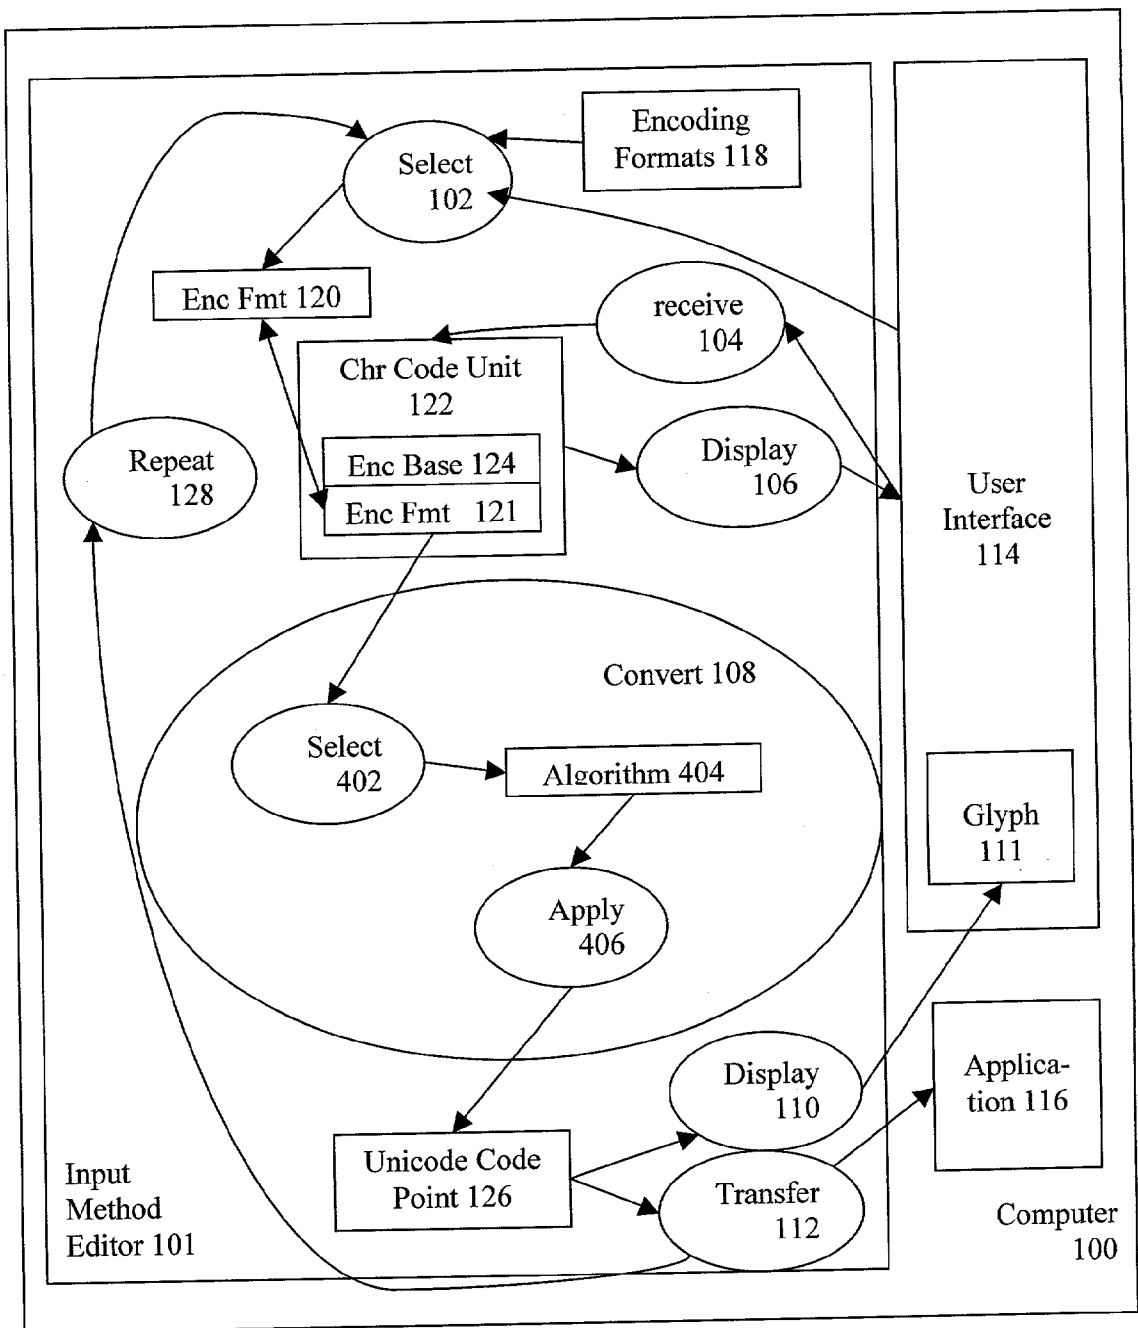 Encoding
Formats 118
Select
102
Enc Fmt 120
receive
104
Chr Code Unit
122
Enc Base 124
Enc Fmt 121
Repeat
128
Display
106
User
Interface
114
Convert 108
Select
402
Algorithm 404
Apply
406
Glyph
111
Display
110
Applica-
tion 116
Unicode Code
Point 126
Transfer
112
Input
Method
Editor 101
Computer
100